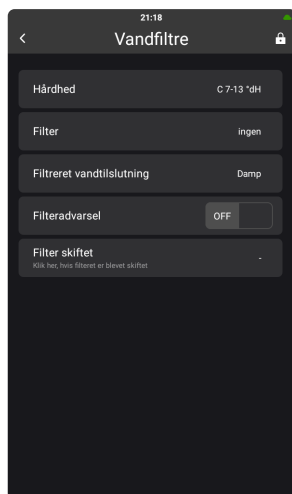 21:18
Vandfiltre
Hårdhed C 7-13 °dH
Filter ingen
Filtreret vandtilslutning Damp
Filteradvarsel OFF
Filter skiftet -
Klik her, hvis filteret er blevet skiftet